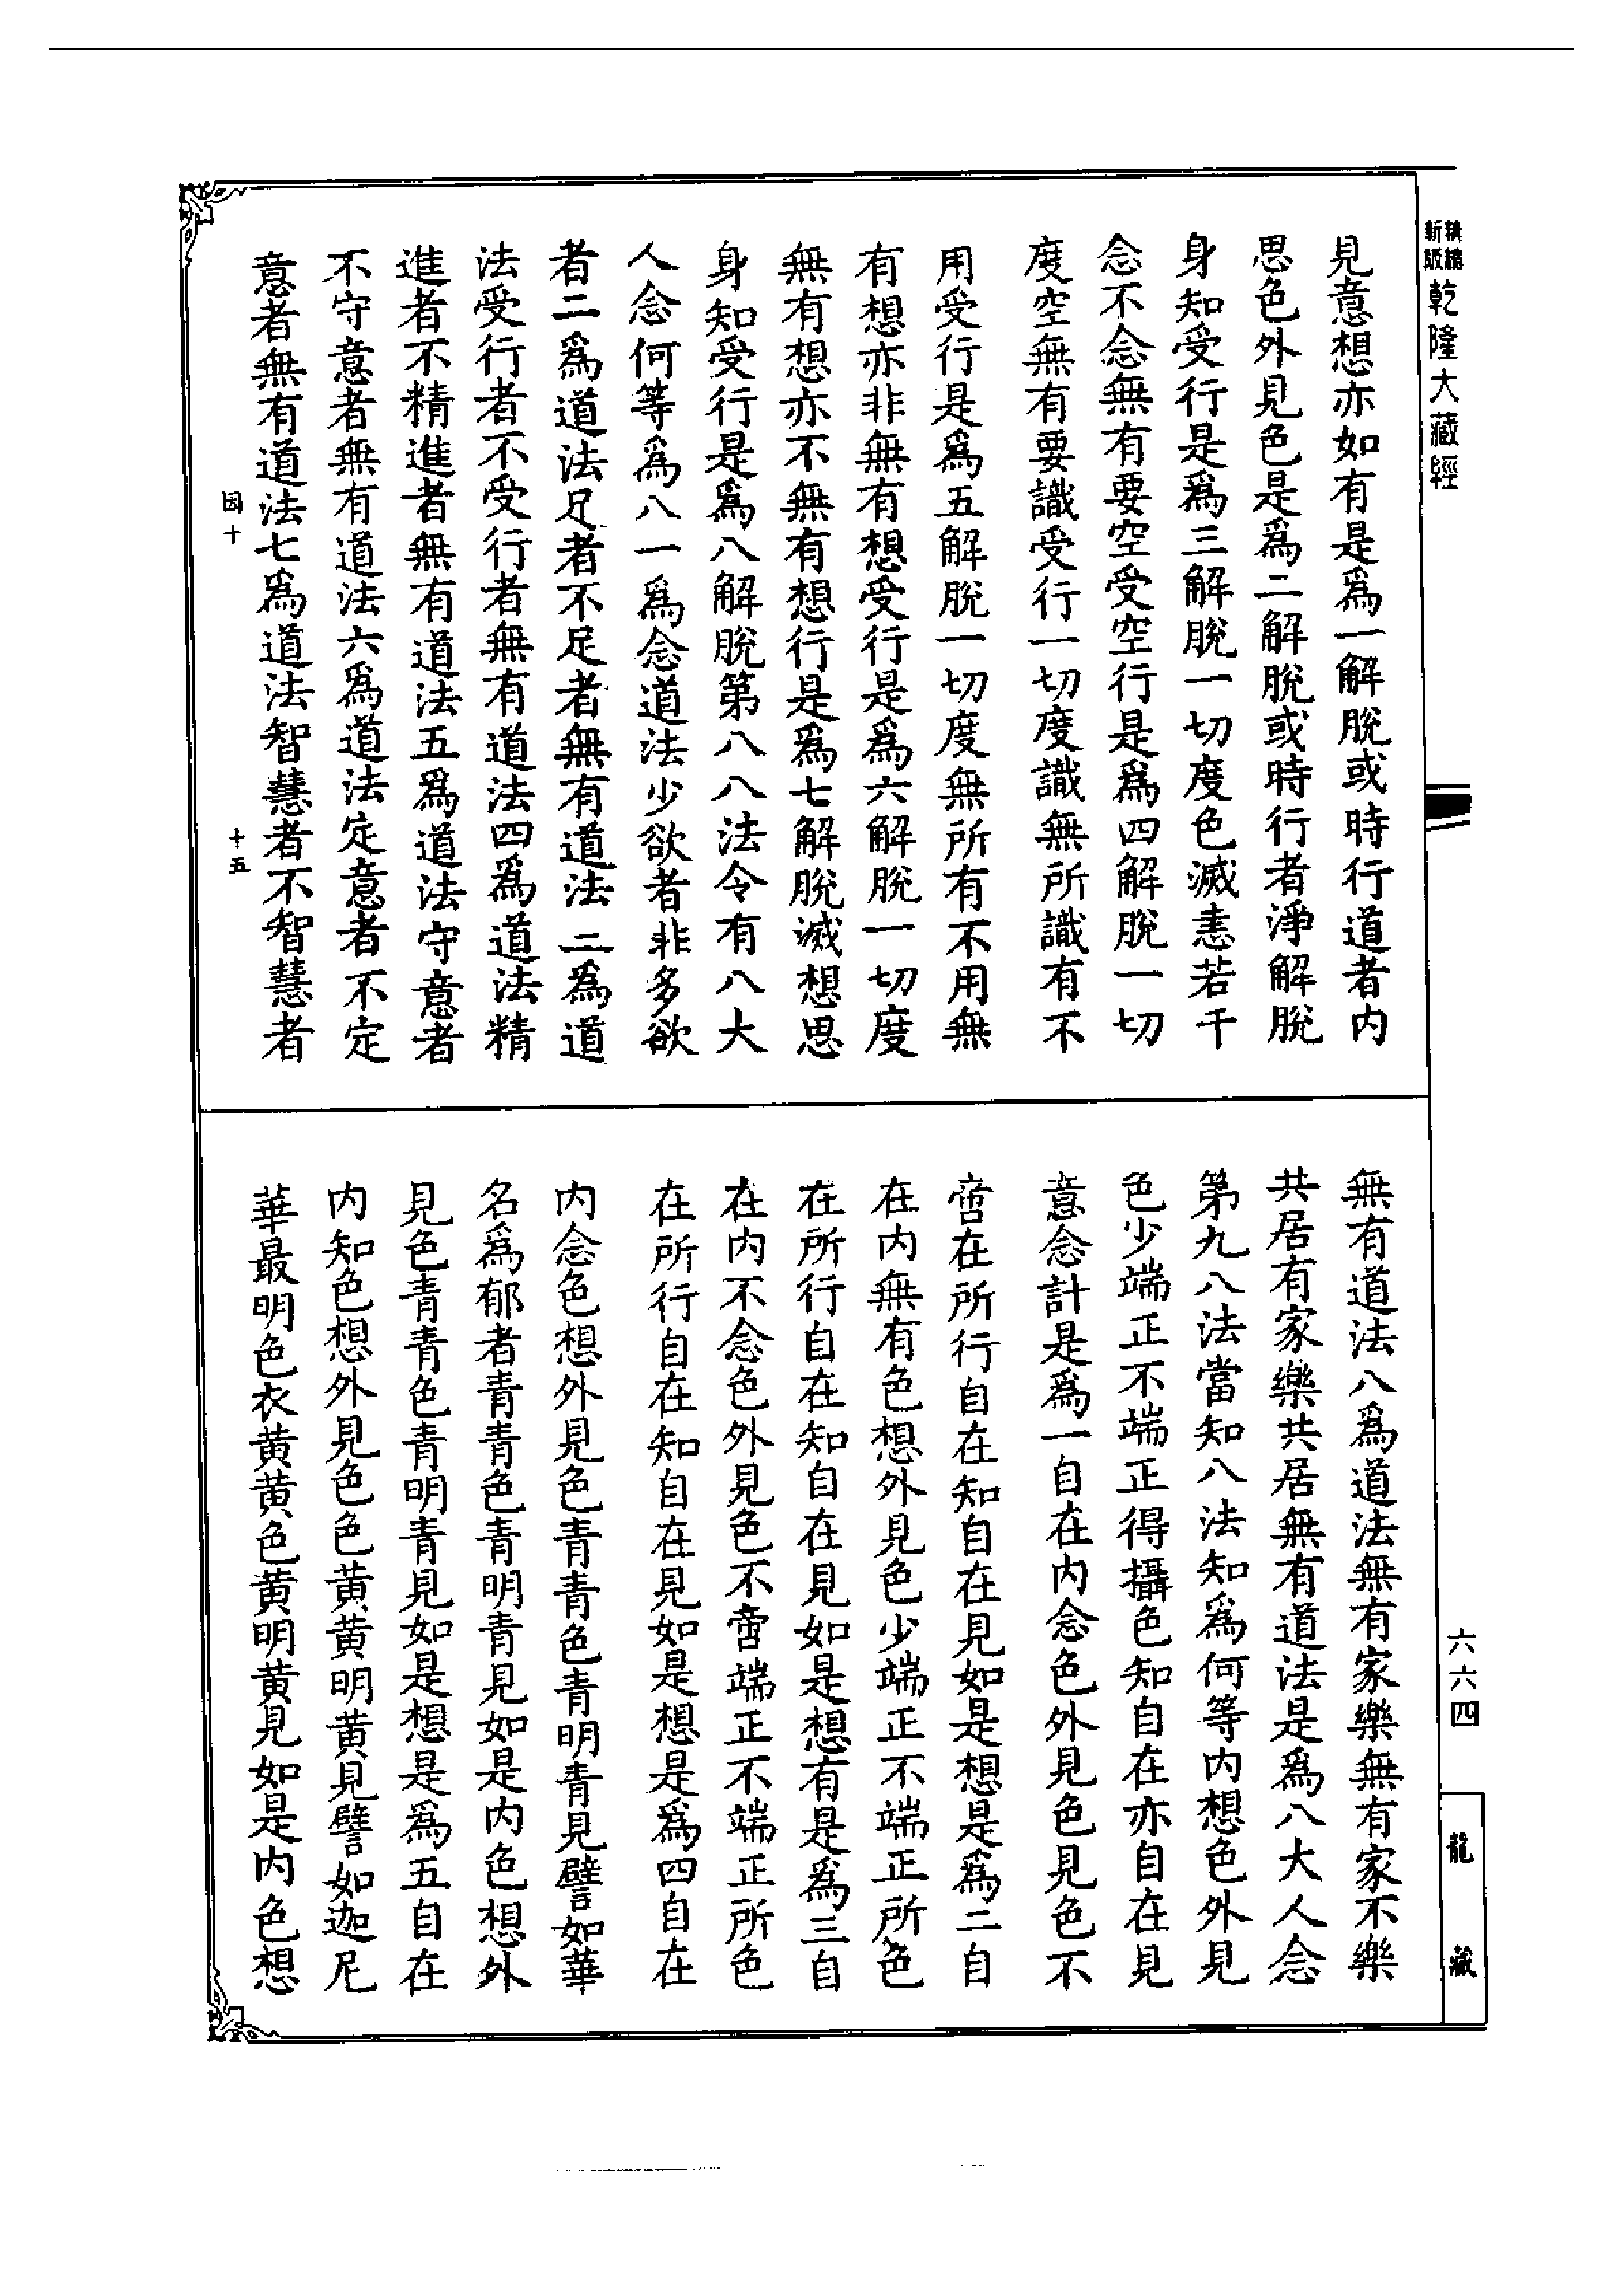 精縮新版乾隆大藏經
見意想亦如有是爲一解脫或時行道者内
思色外見色是爲二解脫或時行者淨解脫
身知受行是爲三解脫一切度色滅恚若干
念不念無有要空受空行是爲四解脫一切
度空無有要識受行一切度識無所識有不
用受行是爲五解脫一切度無所有不用無
有想亦非無有想受行是爲六解脫一切度
無有想亦不無有想行是爲七解脫滅想思
身知受行是爲八解脫第八八法令有八大
人念何等爲八一爲念道法少欲者非多欲
者二爲道法足者不足者無有道法二爲道
法受行者不受行者無有道法四爲道法精
進者不精進者無有道法五爲道法守意者
不守意者無有道法六爲道法定意者不定
意者無有道法七爲道法智慧者不智慧者
十五
無有道法八爲道法無有家樂無有家不樂
共居有家樂共居無有道法是爲八大人念
第九八法當知八法知爲何等内想色外見
色少端正不端正得攝色知自在亦自在見
意念計是爲一自在内念色外見色見色不
啻在所行自在知自在見如是想是爲二自
在内無有色想外見色少端正不端正所色
在所行自在知自在見如是想有是爲三自
在内不念色外見色不啻端正不端正所色
在所行自在知自在見如是想是爲四自在
内念色想外見色青青色青明青見譬如華
名爲郁者青青色青明青見如是内色想外
見色青青色青明青見如是想是爲五自在
内知色想外見色色黄黄明黄見譬如迦尼
華最明色衣黄黄色黄明黄見如是内色想
六六四
龍藏